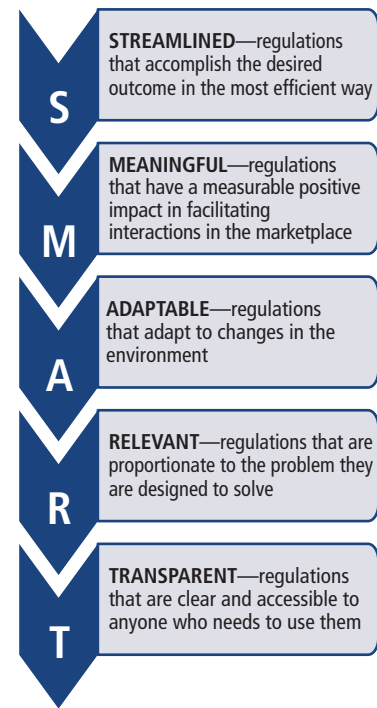 S
STREAMLINED—regulations
that accomplish the desired
outcome in the most efficient way
M
MEANINGFUL—regulations
that have a measurable positive
impact in facilitating
interactions in the marketplace
A
ADAPTABLE—regulations
that adapt to changes in the
environment
R
RELEVANT—regulations that are
proportionate to the problem they
are designed to solve
T
TRANSPARENT—regulations
that are clear and accessible to
anyone who needs to use them